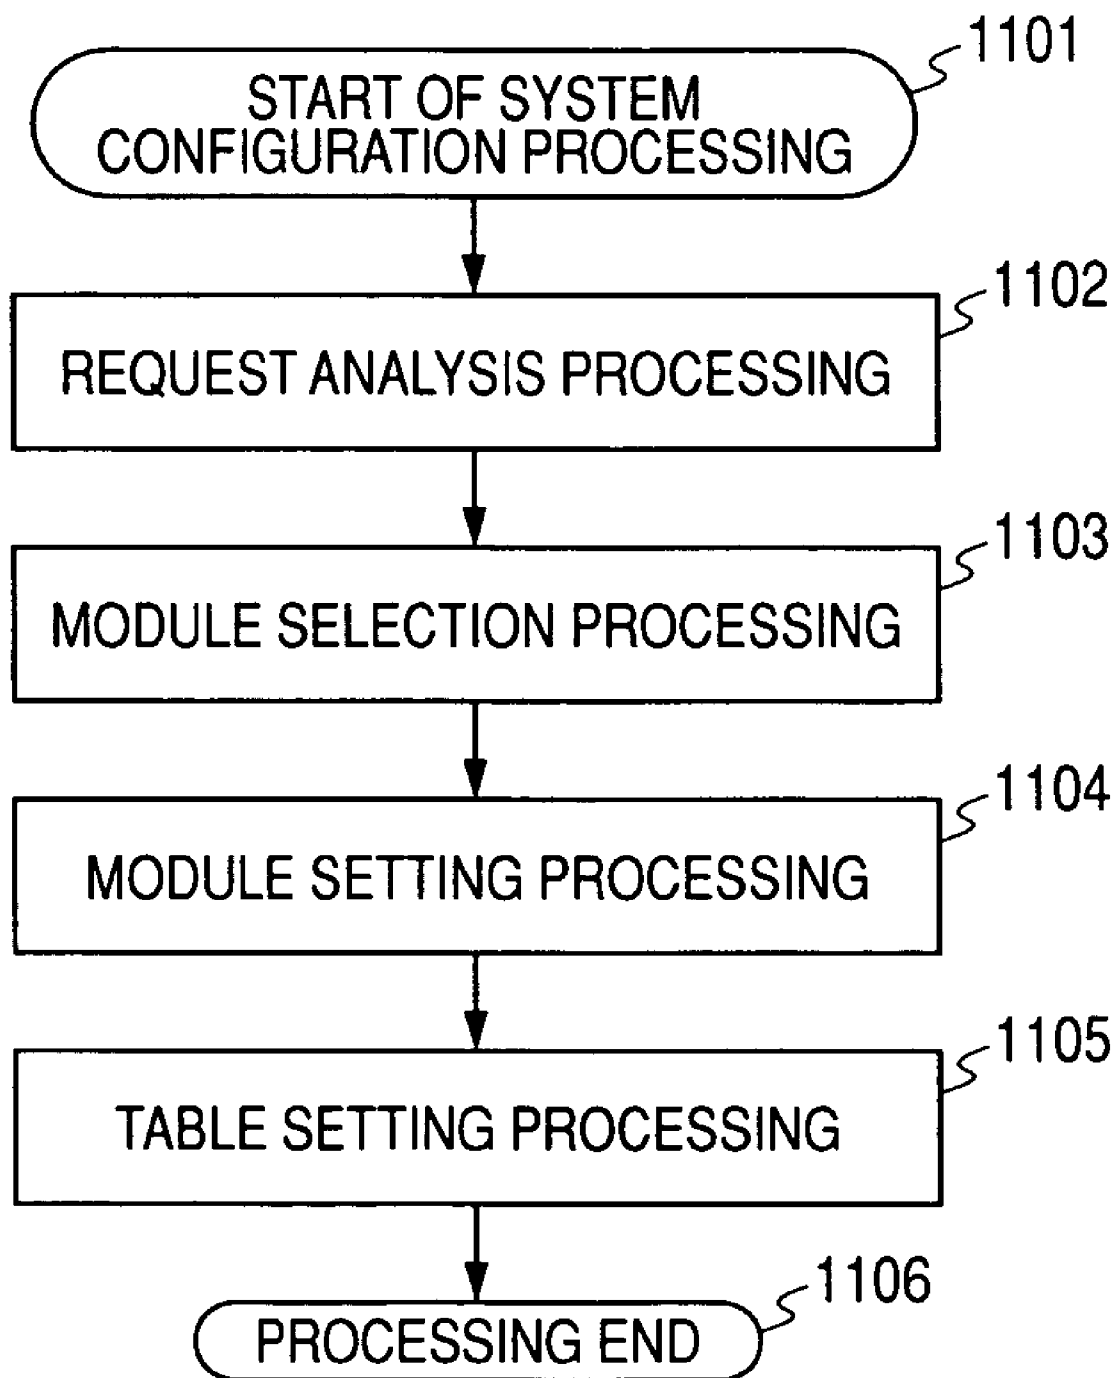 1101
START OF SYSTEM
CONFIGURATION PROCESSING
1102
REQUEST ANALYSIS PROCESSING
1103
MODULE SELECTION PROCESSING
1104
MODULE SETTING PROCESSING
1105
TABLE SETTING PROCESSING
1106
PROCESSING END